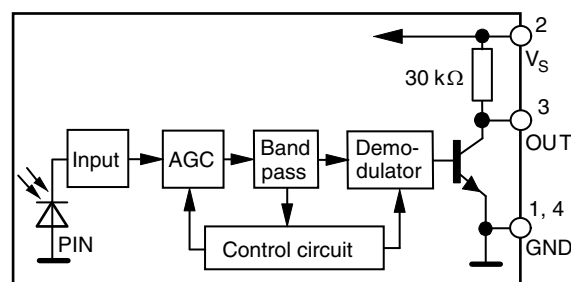 2
V_S
30 kΩ
3
OUT
Input
AGC
Band
pass
Demo-
dulator
1, 4
GND
PIN
Control circuit